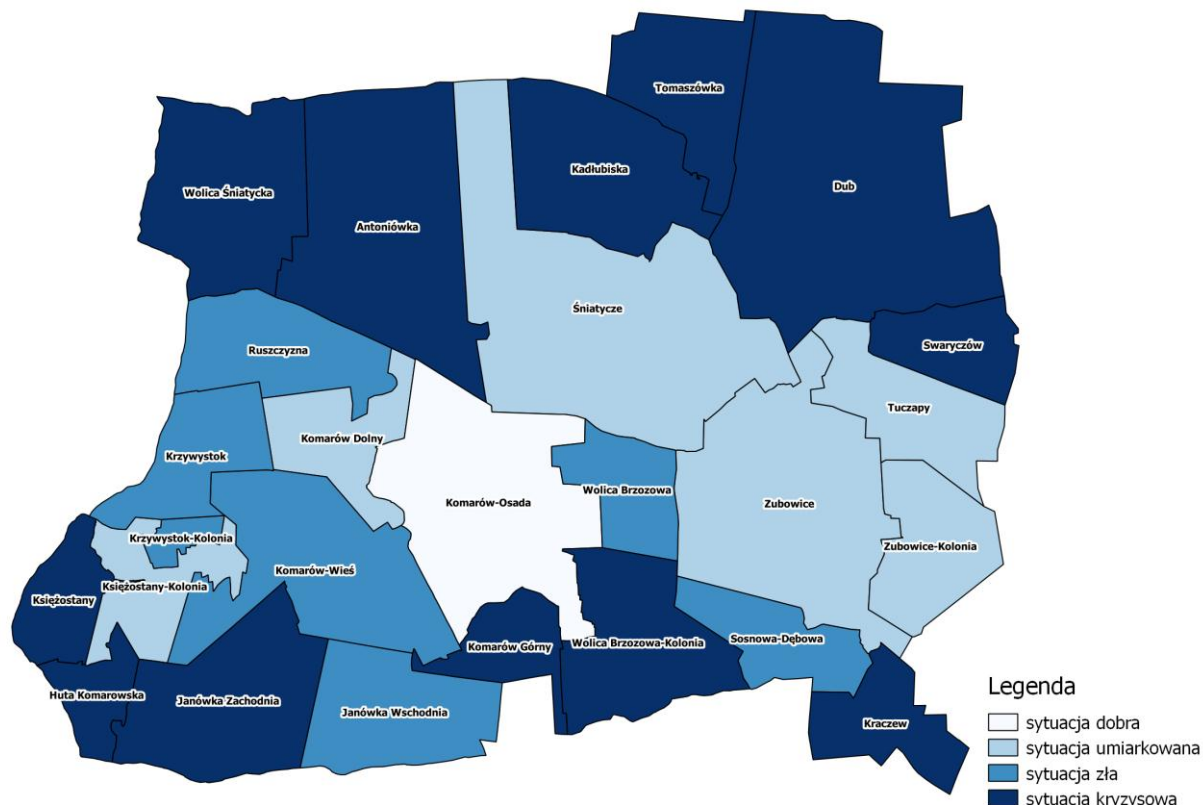 Tomaszówka
Kadłubiska
Dub
Wolica Śniatycka
Antoniówka
Śniatycze
Swaryczów
Ruszczyzna
Tuczapy
Komarów Dolny
Krzywystok
Komarów-Osada
Wolica Brzozowa
Zubowice
Krzywystok-Kolonia
Zubowice-Kolonia
Komarów-Wieś
Księżostany-Kolonia
Księżostany
Sosnowa-Dębowa
Komarów Górny
Wolica Brzozowa-Kolonia
Huta Komarowska
Janówka Zachodnia
Janówka Wschodnia
Kraczew
Legenda
sytuacja dobra
sytuacja umiarkowana
sytuacja zła
sytuacja kryzysowa